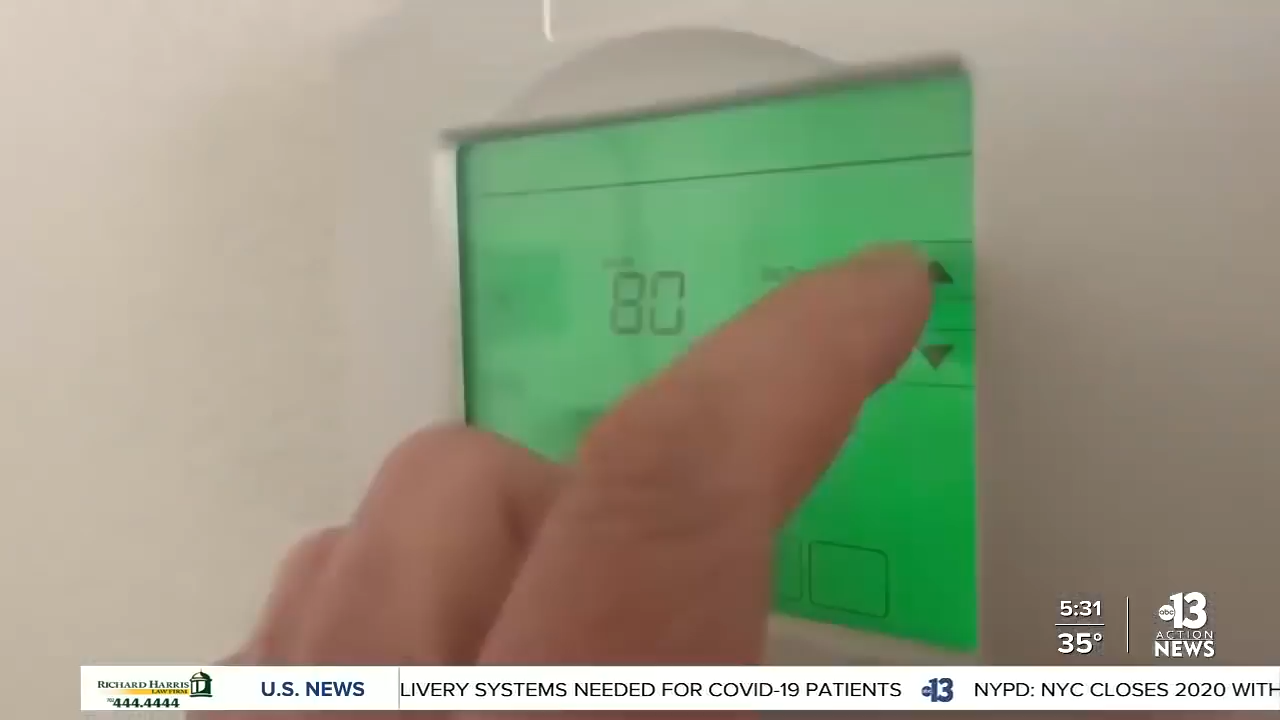 80
5:31
35°
abc 13
ACTION
NEWS
RICHARD HARRIS
LAW FIRM
702 444.4444
U.S. NEWS
LIVERY SYSTEMS NEEDED FOR COVID-19 PATIENTS
13
NYPD: NYC CLOSES 2020 WITH